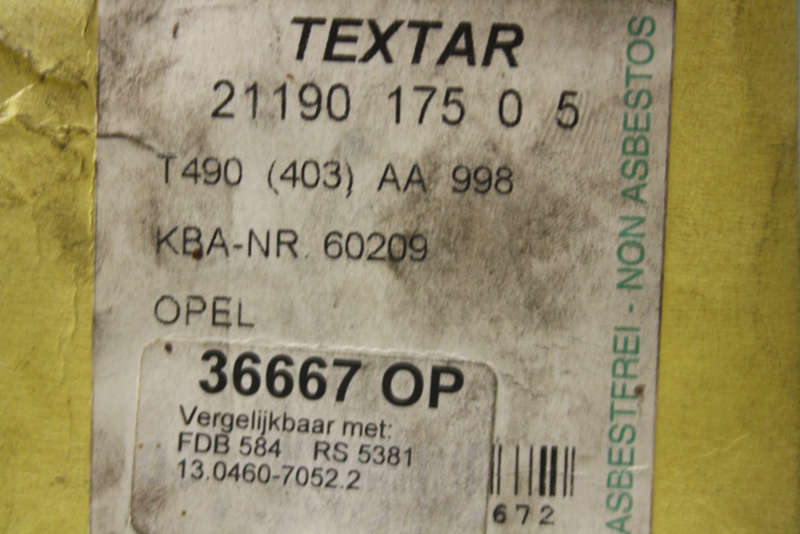 TEXTAR
21190 175 0 5
T490 (403) AA 998
KBA-NR. 60209
OPEL
36667 OP
Vergelijkbaar met:
FDB 584 RS 5381
13.0460-7052.2
672
ASBESTFREI - NON ASBESTOS